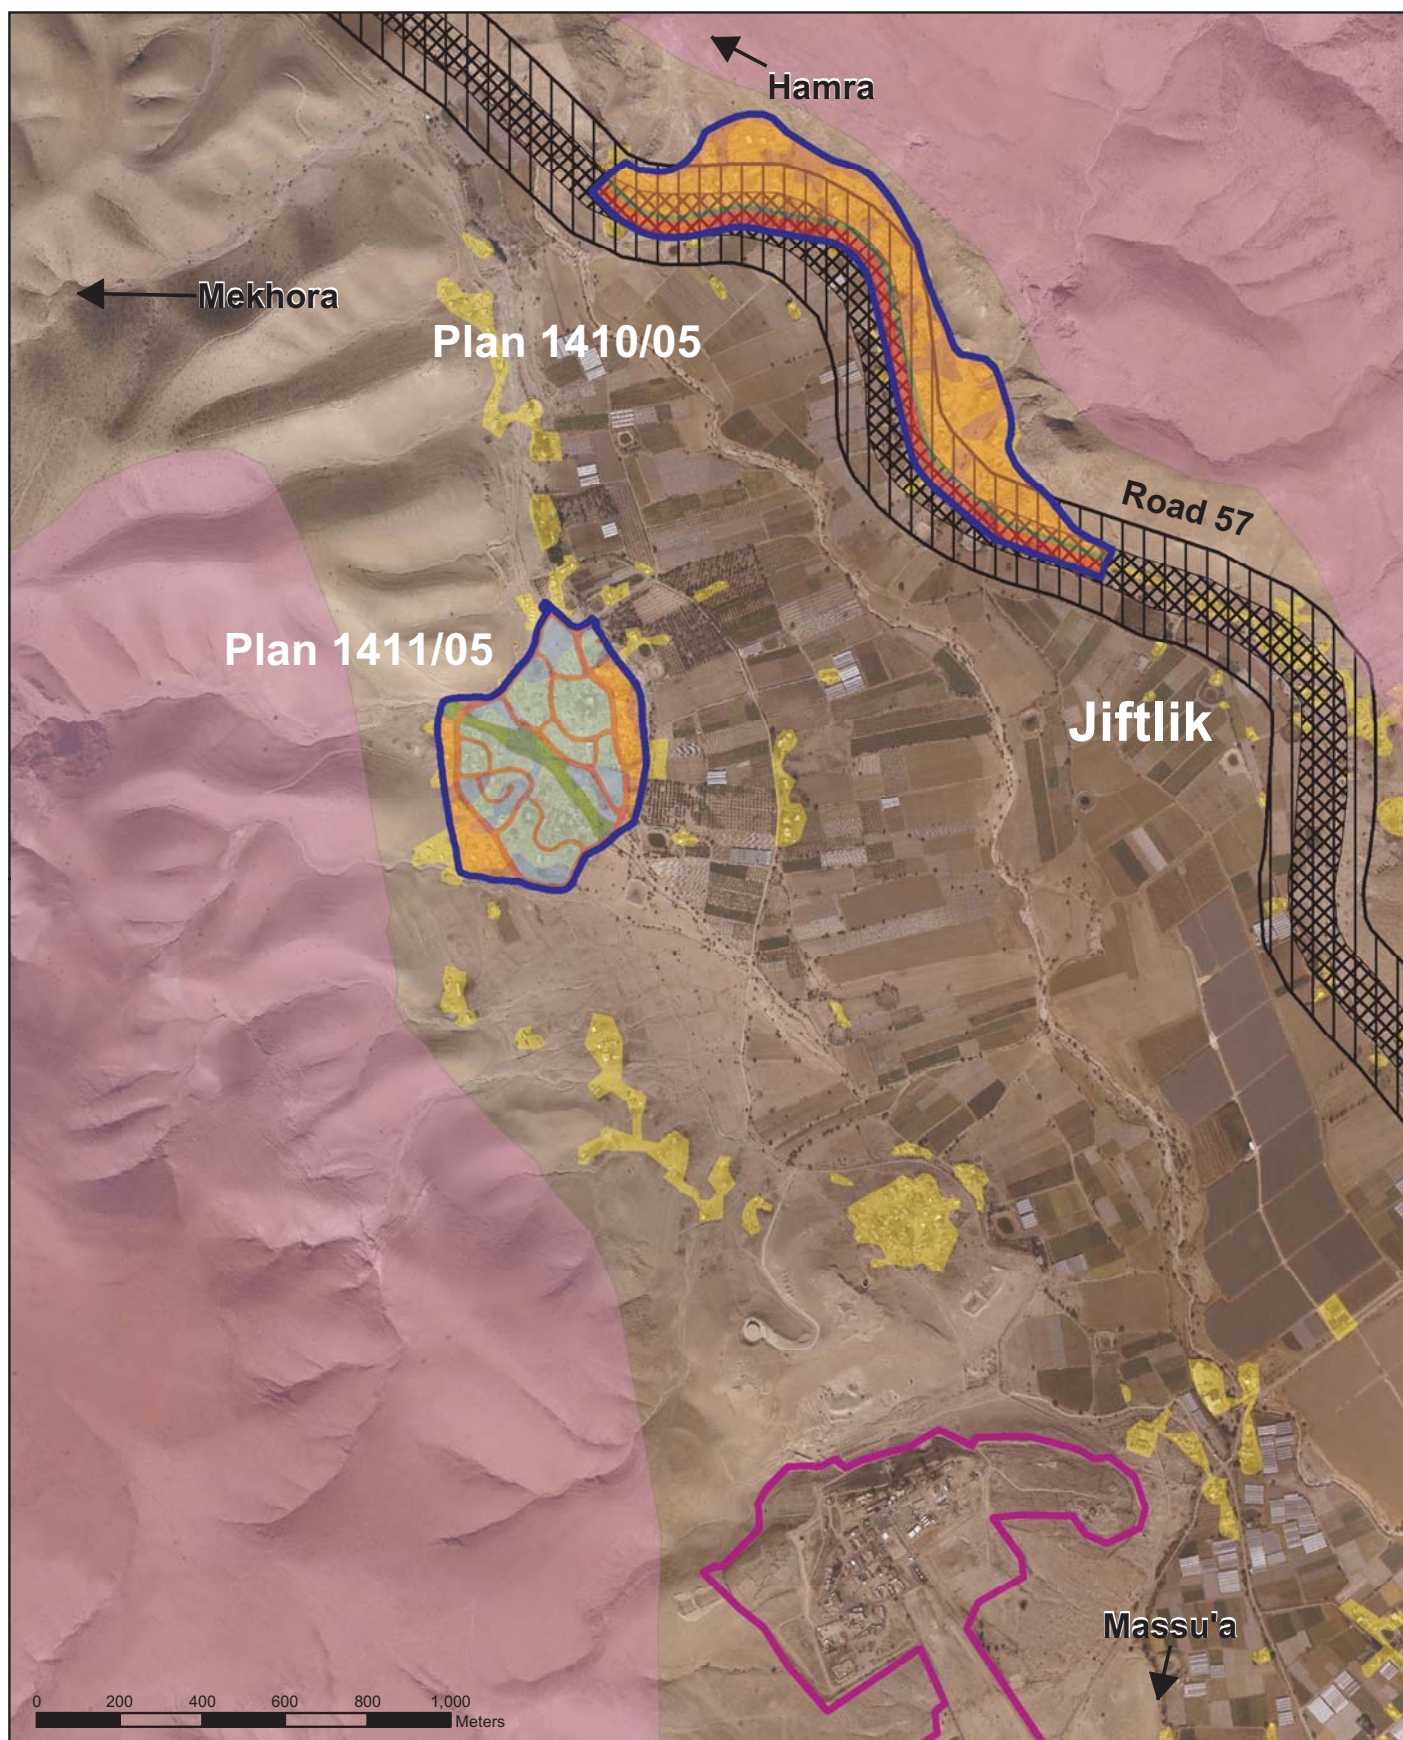 Hamra
Mekhora
Plan 1410/05
Road 57
Plan 1411/05
Jiftlik
Massu'a
0 200 400 600 800 1,000
Meters